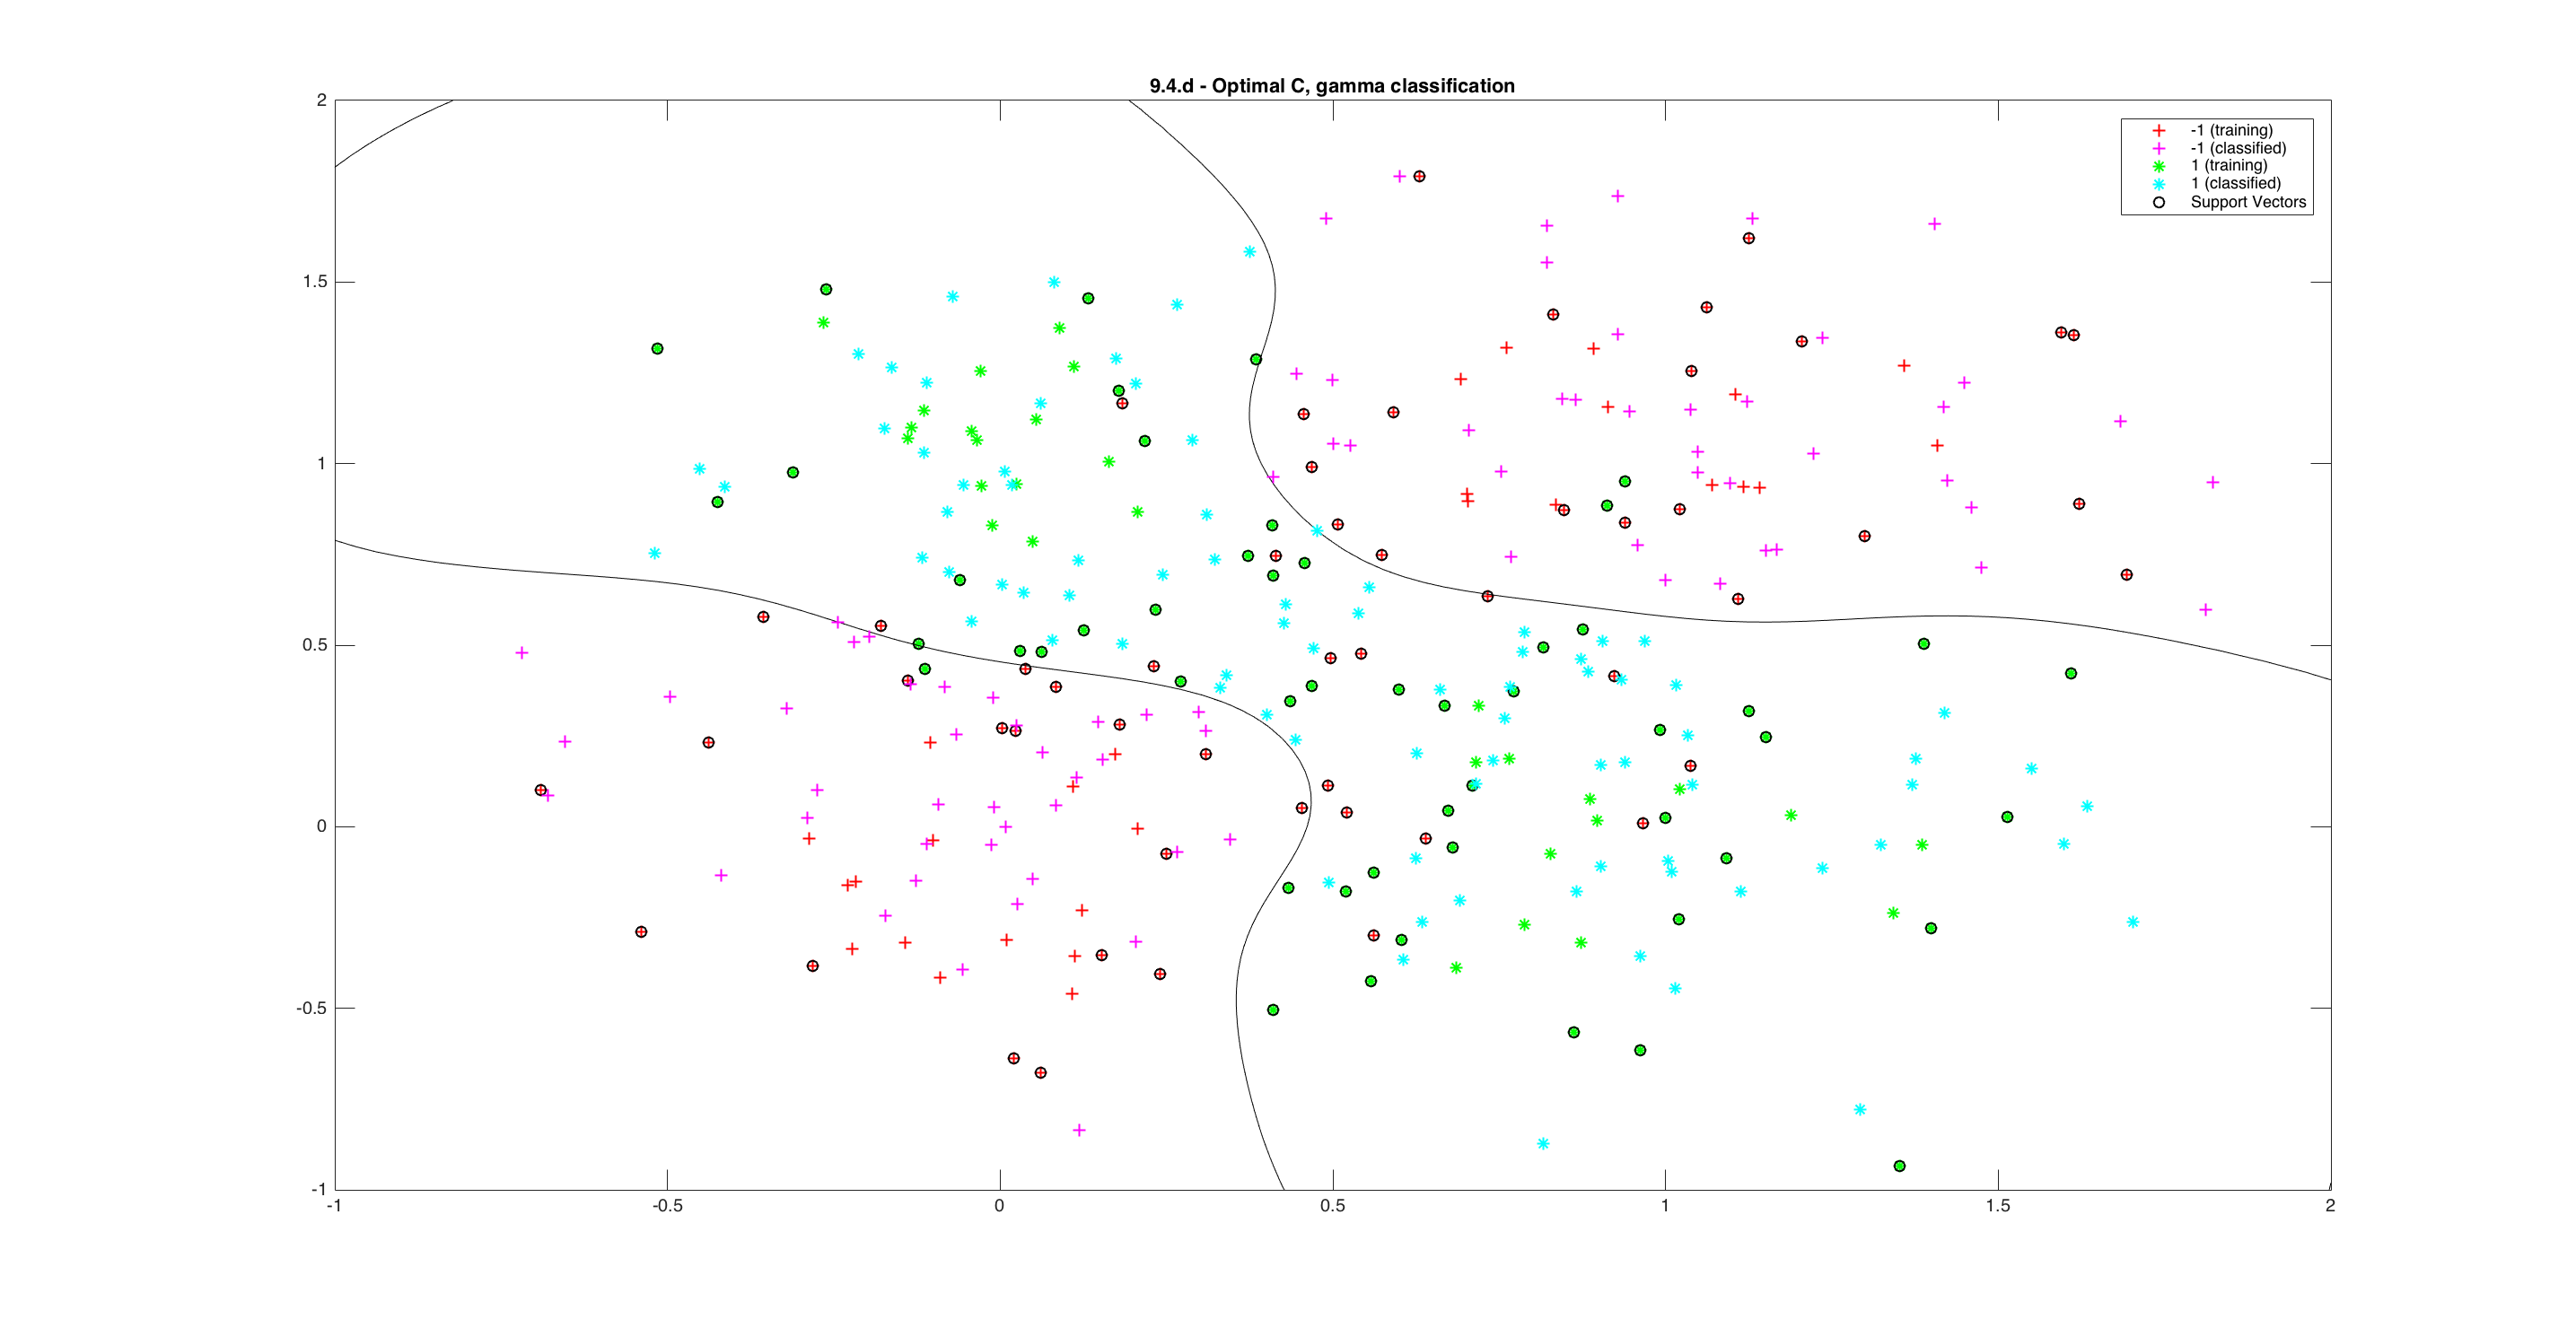 9.4.d - Optimal C, gamma classification
2
-1 (training)
-1 (classified)
1 (training)
1 (classified)
Support Vectors
1.5
1
0.5
0
-0.5
-1
-1 -0.5 0 0.5 1 1.5 2